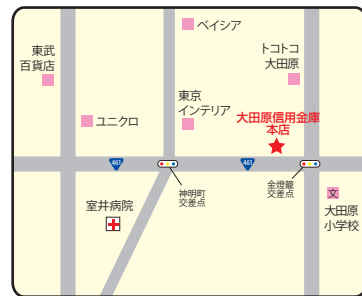 ベイシア
東武
百貨店
トコトコ
大田原
ユニクロ
東京
インテリア
大田原信用金庫
本店
461
461
神明町
交差点
金燈籠
交差点
室井病院
文
大田原
小学校